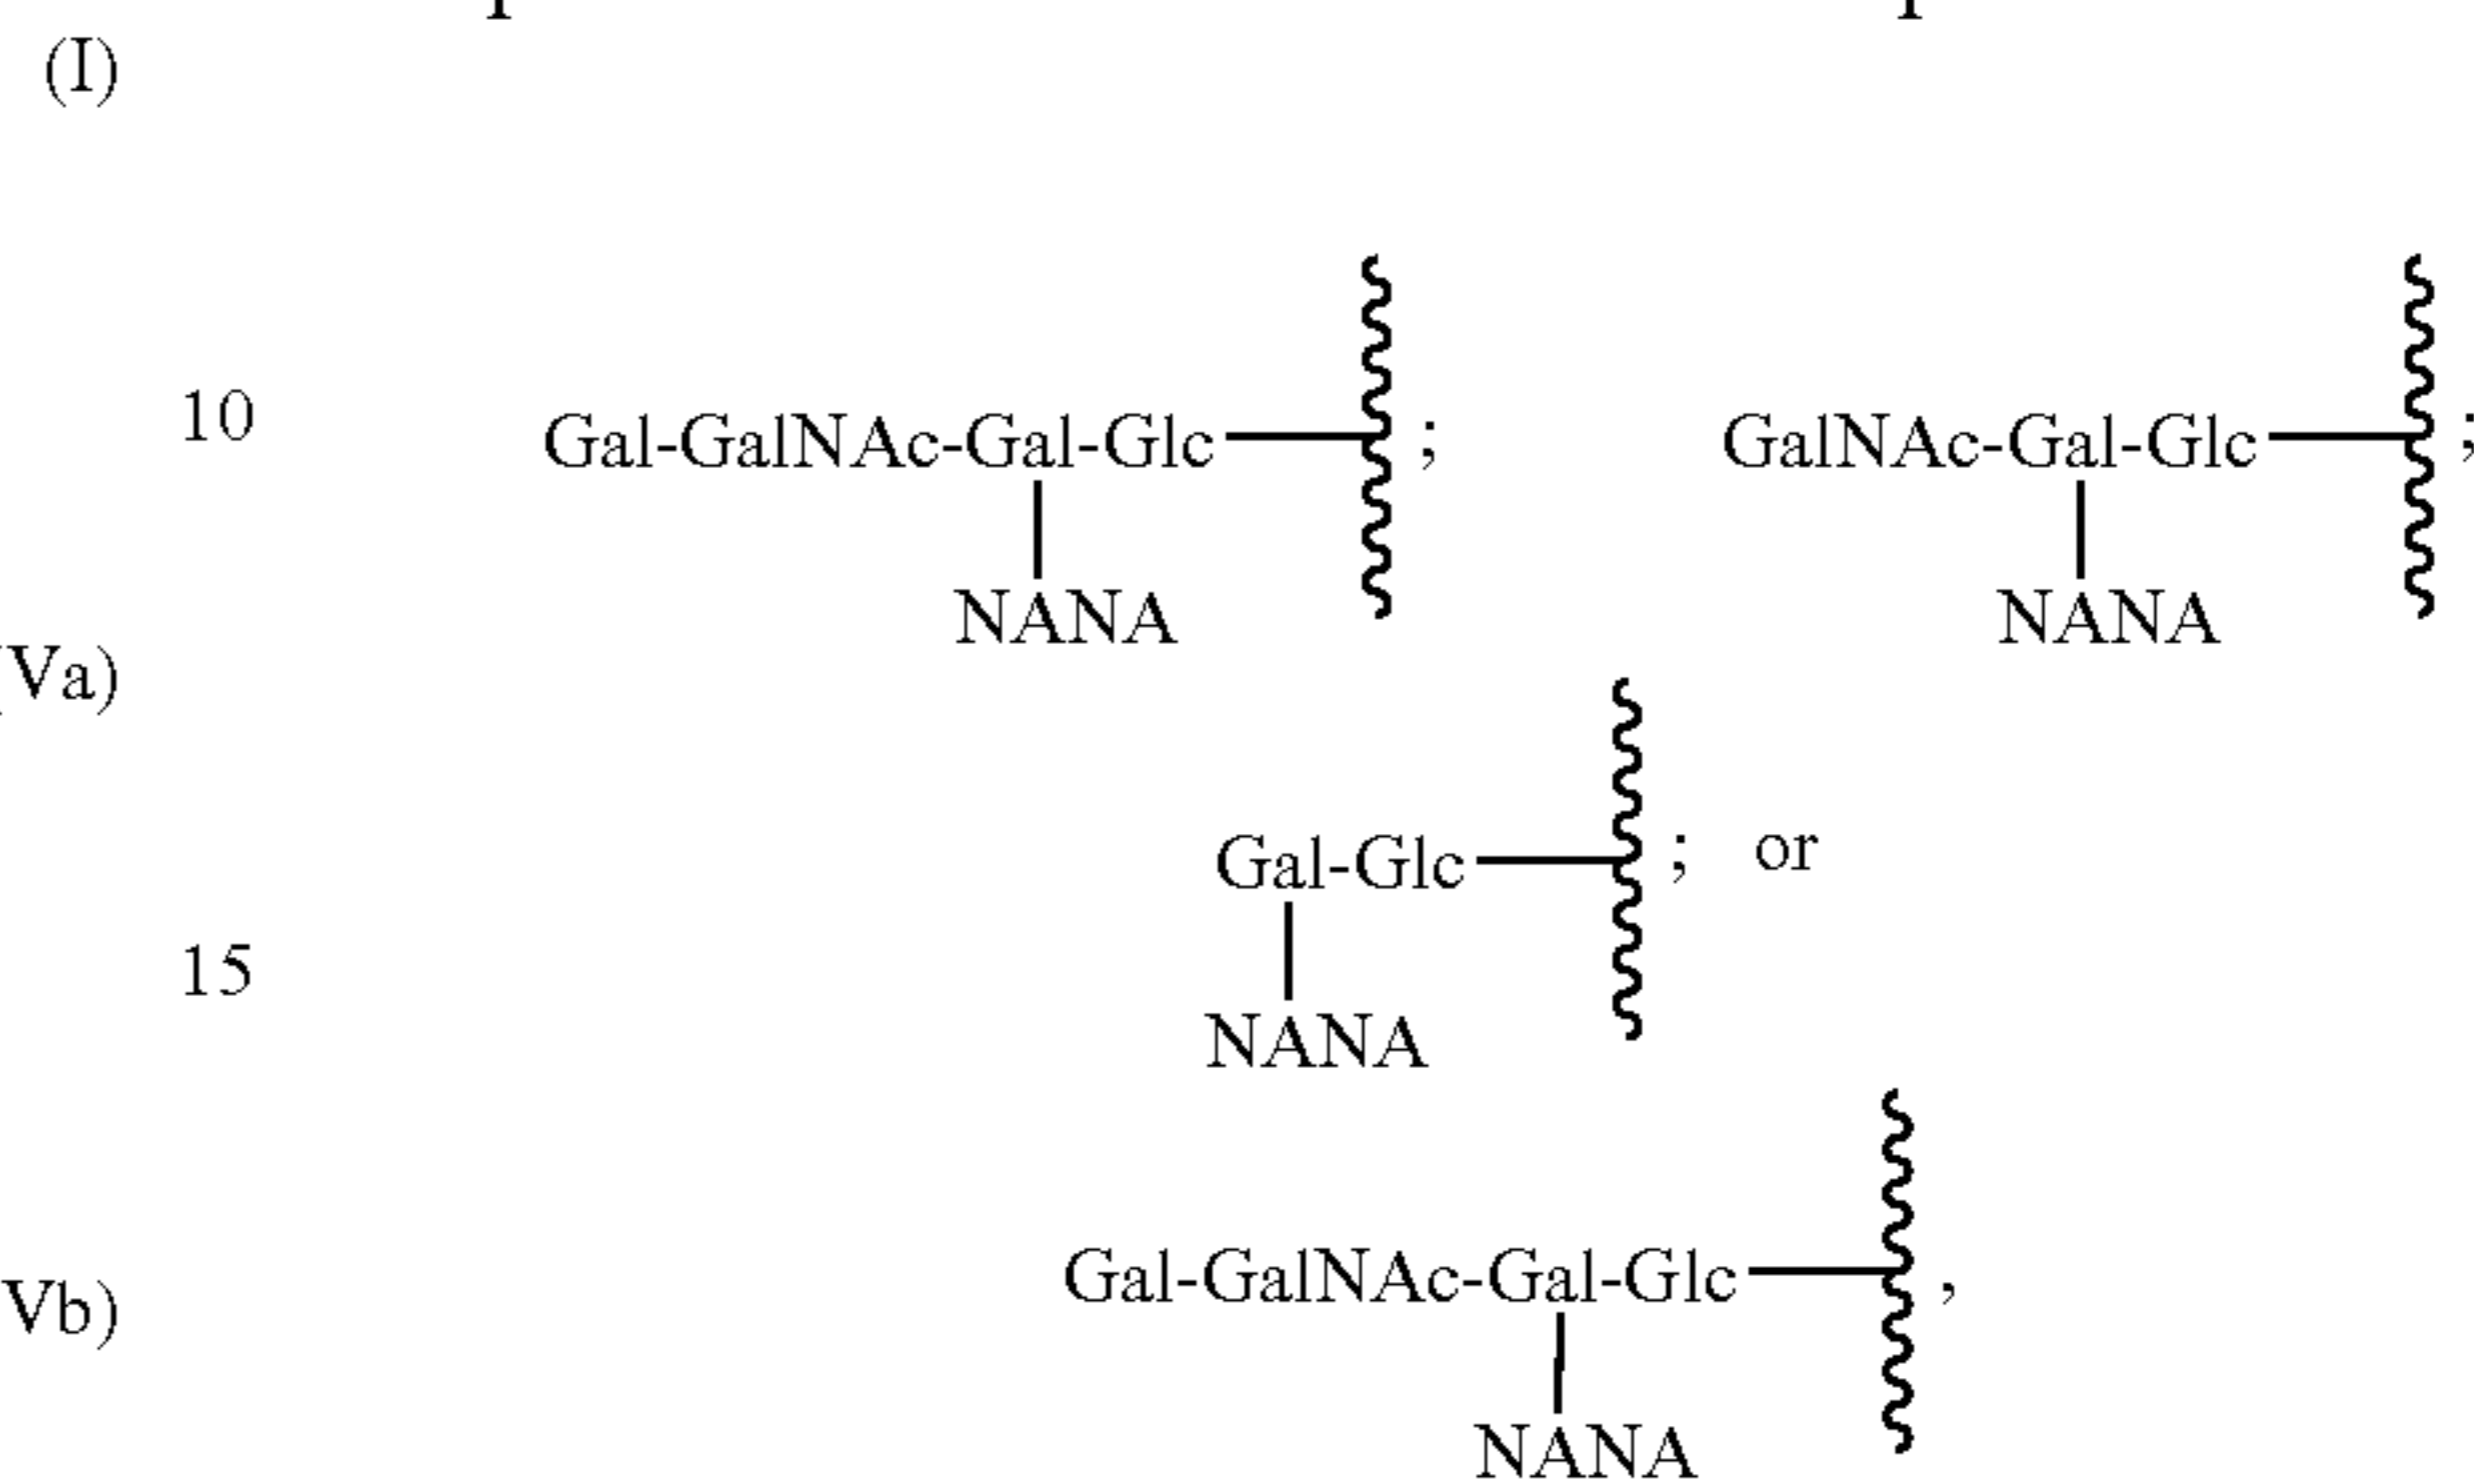 (I)
10 Gal-GalNAc-Gal-Glc ; GalNAc-Gal-Glc ;
NANA NANA
Va)
Gal-Glc ; or
15
NANA
Vb) Gal-GalNAc-Gal-Glc ,
NANA